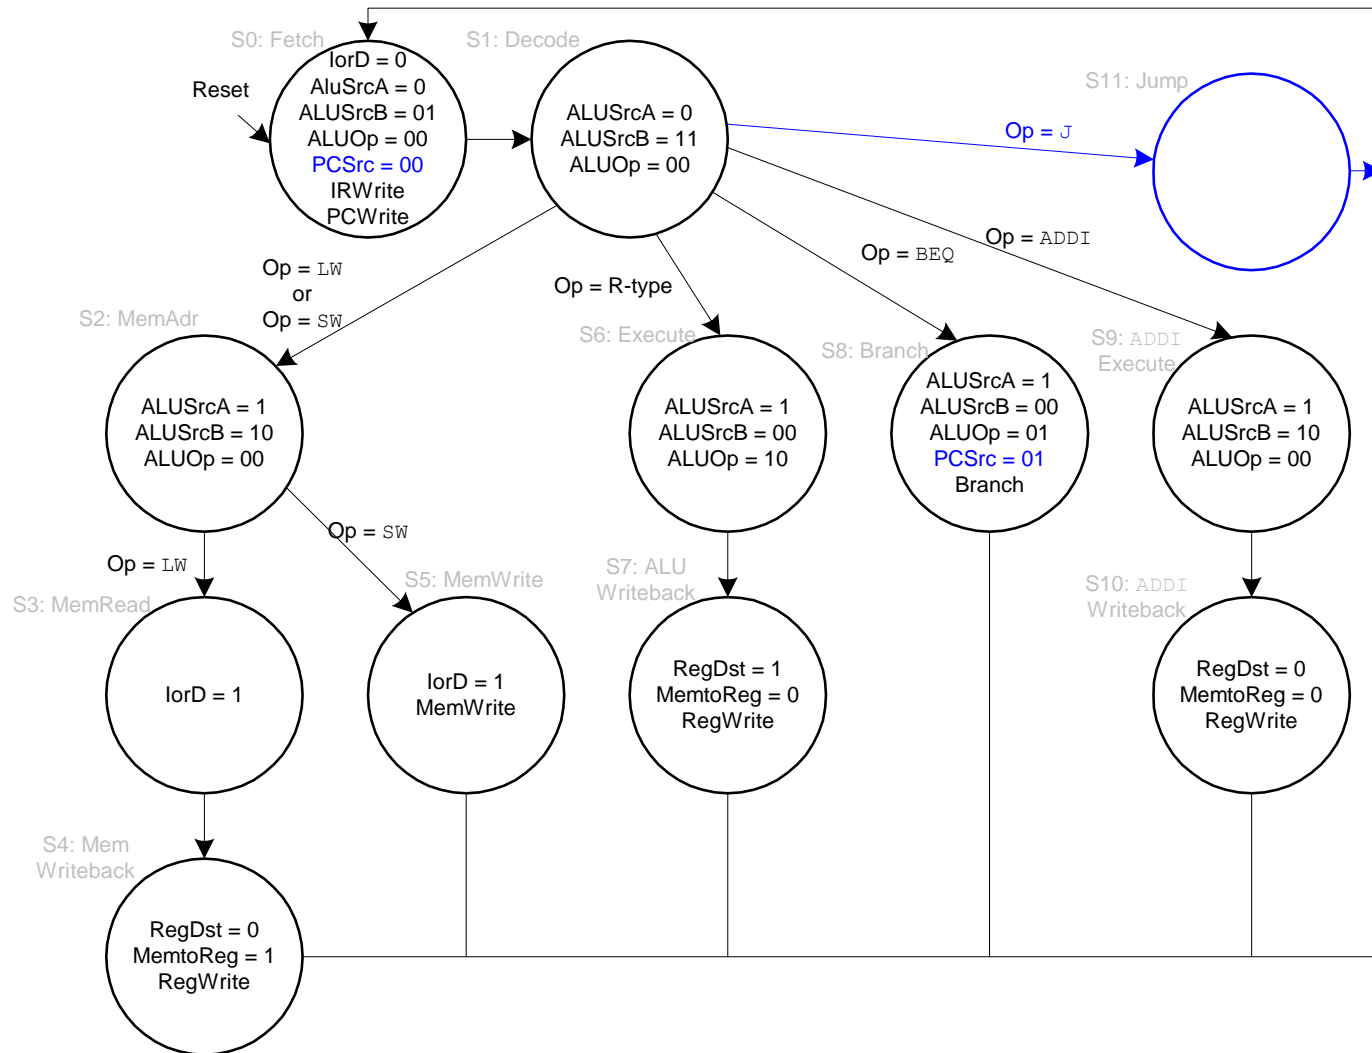 S0: Fetch
IorD = 0
AluSrcA = 0
ALUSrcB = 01
ALUOp = 00
PCSrc = 00
IRWrite
PCWrite
Reset
S1: Decode
ALUSrcA = 0
ALUSrcB = 11
ALUOp = 00
S11: Jump
Op = J
Op = ADDI
Op = BEQ
Op = R-type
Op = LW
or
Op = SW
S2: MemAdr
ALUSrcA = 1
ALUSrcB = 10
ALUOp = 00
S6: Execute
ALUSrcA = 1
ALUSrcB = 00
ALUOp = 10
S8: Branch
ALUSrcA = 1
ALUSrcB = 00
ALUOp = 01
PCSrc = 01
Branch
S9: ADDI
Execute
ALUSrcA = 1
ALUSrcB = 10
ALUOp = 00
Op = LW
Op = SW
S3: MemRead
IorD = 1
S5: MemWrite
IorD = 1
MemWrite
S7: ALU
Writeback
RegDst = 1
MemtoReg = 0
RegWrite
S10: ADDI
Writeback
RegDst = 0
MemtoReg = 0
RegWrite
S4: Mem
Writeback
RegDst = 0
MemtoReg = 1
RegWrite